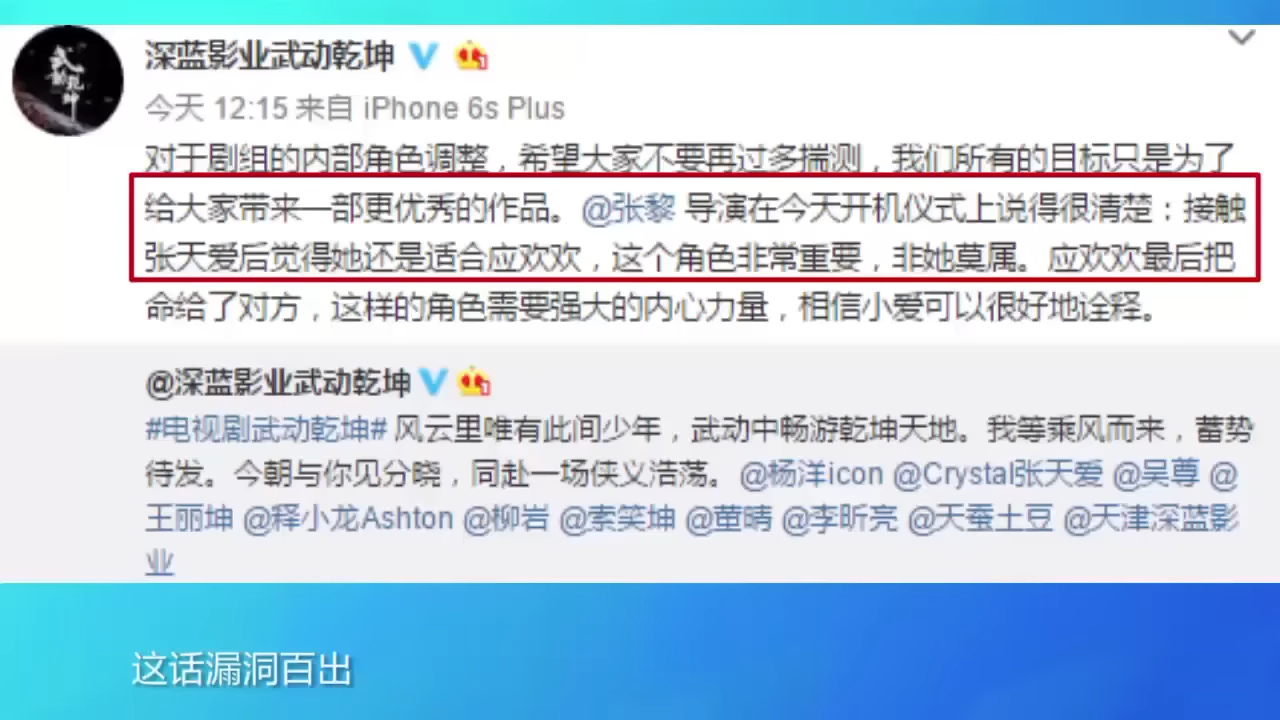 深蓝影业武动乾坤
今天 12:15 来自 iPhone 6s Plus
对于剧组的内部角色调整，希望大家不要再过多揣测，我们所有的目标只是为了
给大家带来一部更优秀的作品。@张黎 导演在今天开机仪式上说得很清楚：接触
张天爱后觉得她还是适合应欢欢，这个角色非常重要，非她莫属。应欢欢最后把
命给了对方，这样的角色需要强大的内心力量，相信小爱可以很好地诠释。
@深蓝影业武动乾坤
#电视剧武动乾坤# 风云里唯有此间少年，武动中畅游乾坤天地。我等乘风而来，蓄势
待发。今朝与你见分晓，同赴一场侠义浩荡。@杨洋icon @Crystal张天爱 @吴尊 @
王丽坤 @释小龙Ashton @柳岩 @索笑坤 @董晴 @李昕亮 @天蚕土豆 @天津深蓝影
业
这话漏洞百出